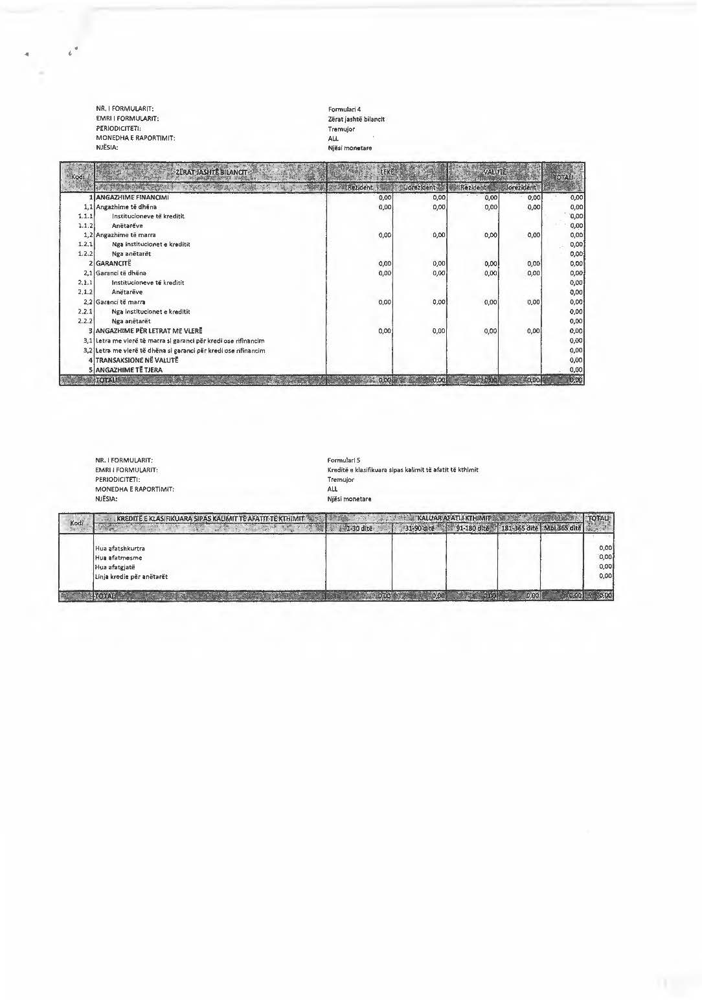 NR. I FORMULARIT: Formulari 4
EMRI I FORMULARIT: Zërat jashtë bilancit
PERIODICITETI: Tremujor
MONEDHA E RAPORTIMIT: ALL
NJËSIA: Njësi monetare
Kodi ZËRAT JASHTË BILANCIT LEKË VALUTË TOTALI
Rezident Jorezident Rezident Jorezident
1 ANGAZHIME FINANCIMI 0,00 0,00 0,00 0,00 0,00
1,1 Angazhime të dhëna 0,00 0,00 0,00 0,00 0,00
1.1.1 Institucioneve të kreditit 0,00
1.1.2 Anëtarëve 0,00
1,2 Angazhime të marra 0,00 0,00 0,00 0,00 0,00
1.2.1 Nga institucionet e kreditit 0,00
1.2.2 Nga anëtarët 0,00
2 GARANCITË 0,00 0,00 0,00 0,00 0,00
2,1 Garanci të dhëna 0,00 0,00 0,00 0,00 0,00
2.1.1 Institucioneve të kreditit 0,00
2.1.2 Anëtarëve 0,00
2,2 Garanci të marra 0,00 0,00 0,00 0,00 0,00
2.2.1 Nga institucionet e kreditit 0,00
2.2.2 Nga anëtarët 0,00
3 ANGAZHIME PËR LETRAT ME VLERË 0,00 0,00 0,00 0,00 0,00
3,1 Letra me vlerë të marra si garanci për kredi ose rifinancim 0,00
3,2 Letra me vlerë të dhëna si garanci për kredi ose rifinancim 0,00
4 TRANSAKSIONE NË VALUTË 0,00
5 ANGAZHIME TË TJERA 0,00
TOTALI 0,00 0,00 0,00 0,00 0,00
NR. I FORMULARIT: Formulari 5
EMRI I FORMULARIT: Kreditë e klasifikuara sipas kalimit të afatit të kthimit
PERIODICITETI: Tremujor
MONEDHA E RAPORTIMIT: ALL
NJËSIA: Njësi monetare
Kodi KREDITË E KLASIFIKUARA SIPAS KALIMIT TË AFATIT TË KTHIMIT KALUAR AFATI I KTHIMIT TOTALI
1-30 ditë 31-90 ditë 91-180 ditë 181-365 ditë Mbi 365 ditë
Hua afatshkurtra 0,00
Hua afatmesme 0,00
Hua afatgjatë 0,00
Linja kredie për anëtarët 0,00
TOTALI 0,00 0,00 0,00 0,00 0,00 0,00